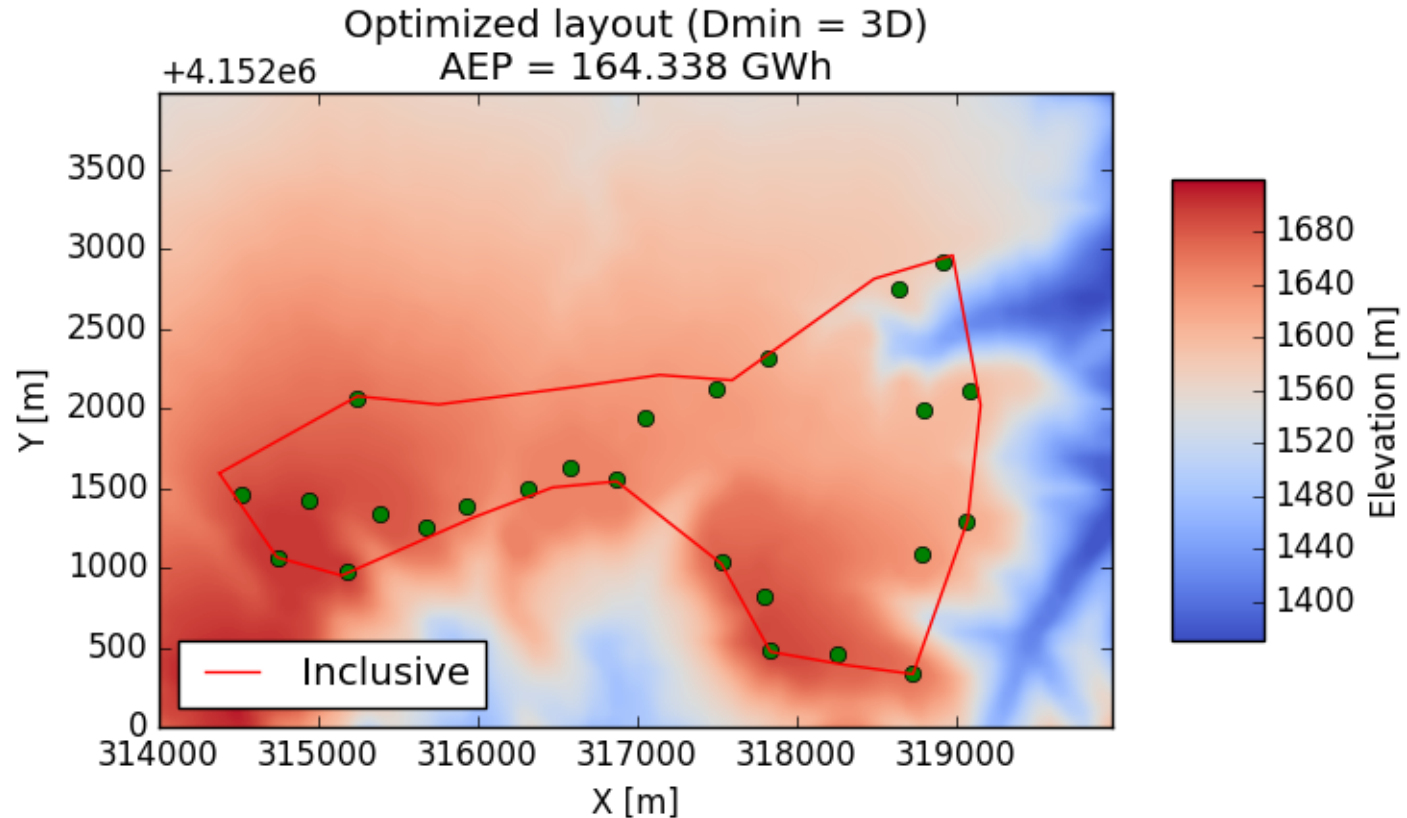 Optimized layout (Dmin = 3D)
AEP = 164.338 GWh
+4.152e6
3500
3000
2500
2000
1500
1000
500
0
Y [m]
314000 315000 316000 317000 318000 319000
X [m]
Inclusive
1680
1640
1600
1560
1520
1480
1440
1400
Elevation [m]